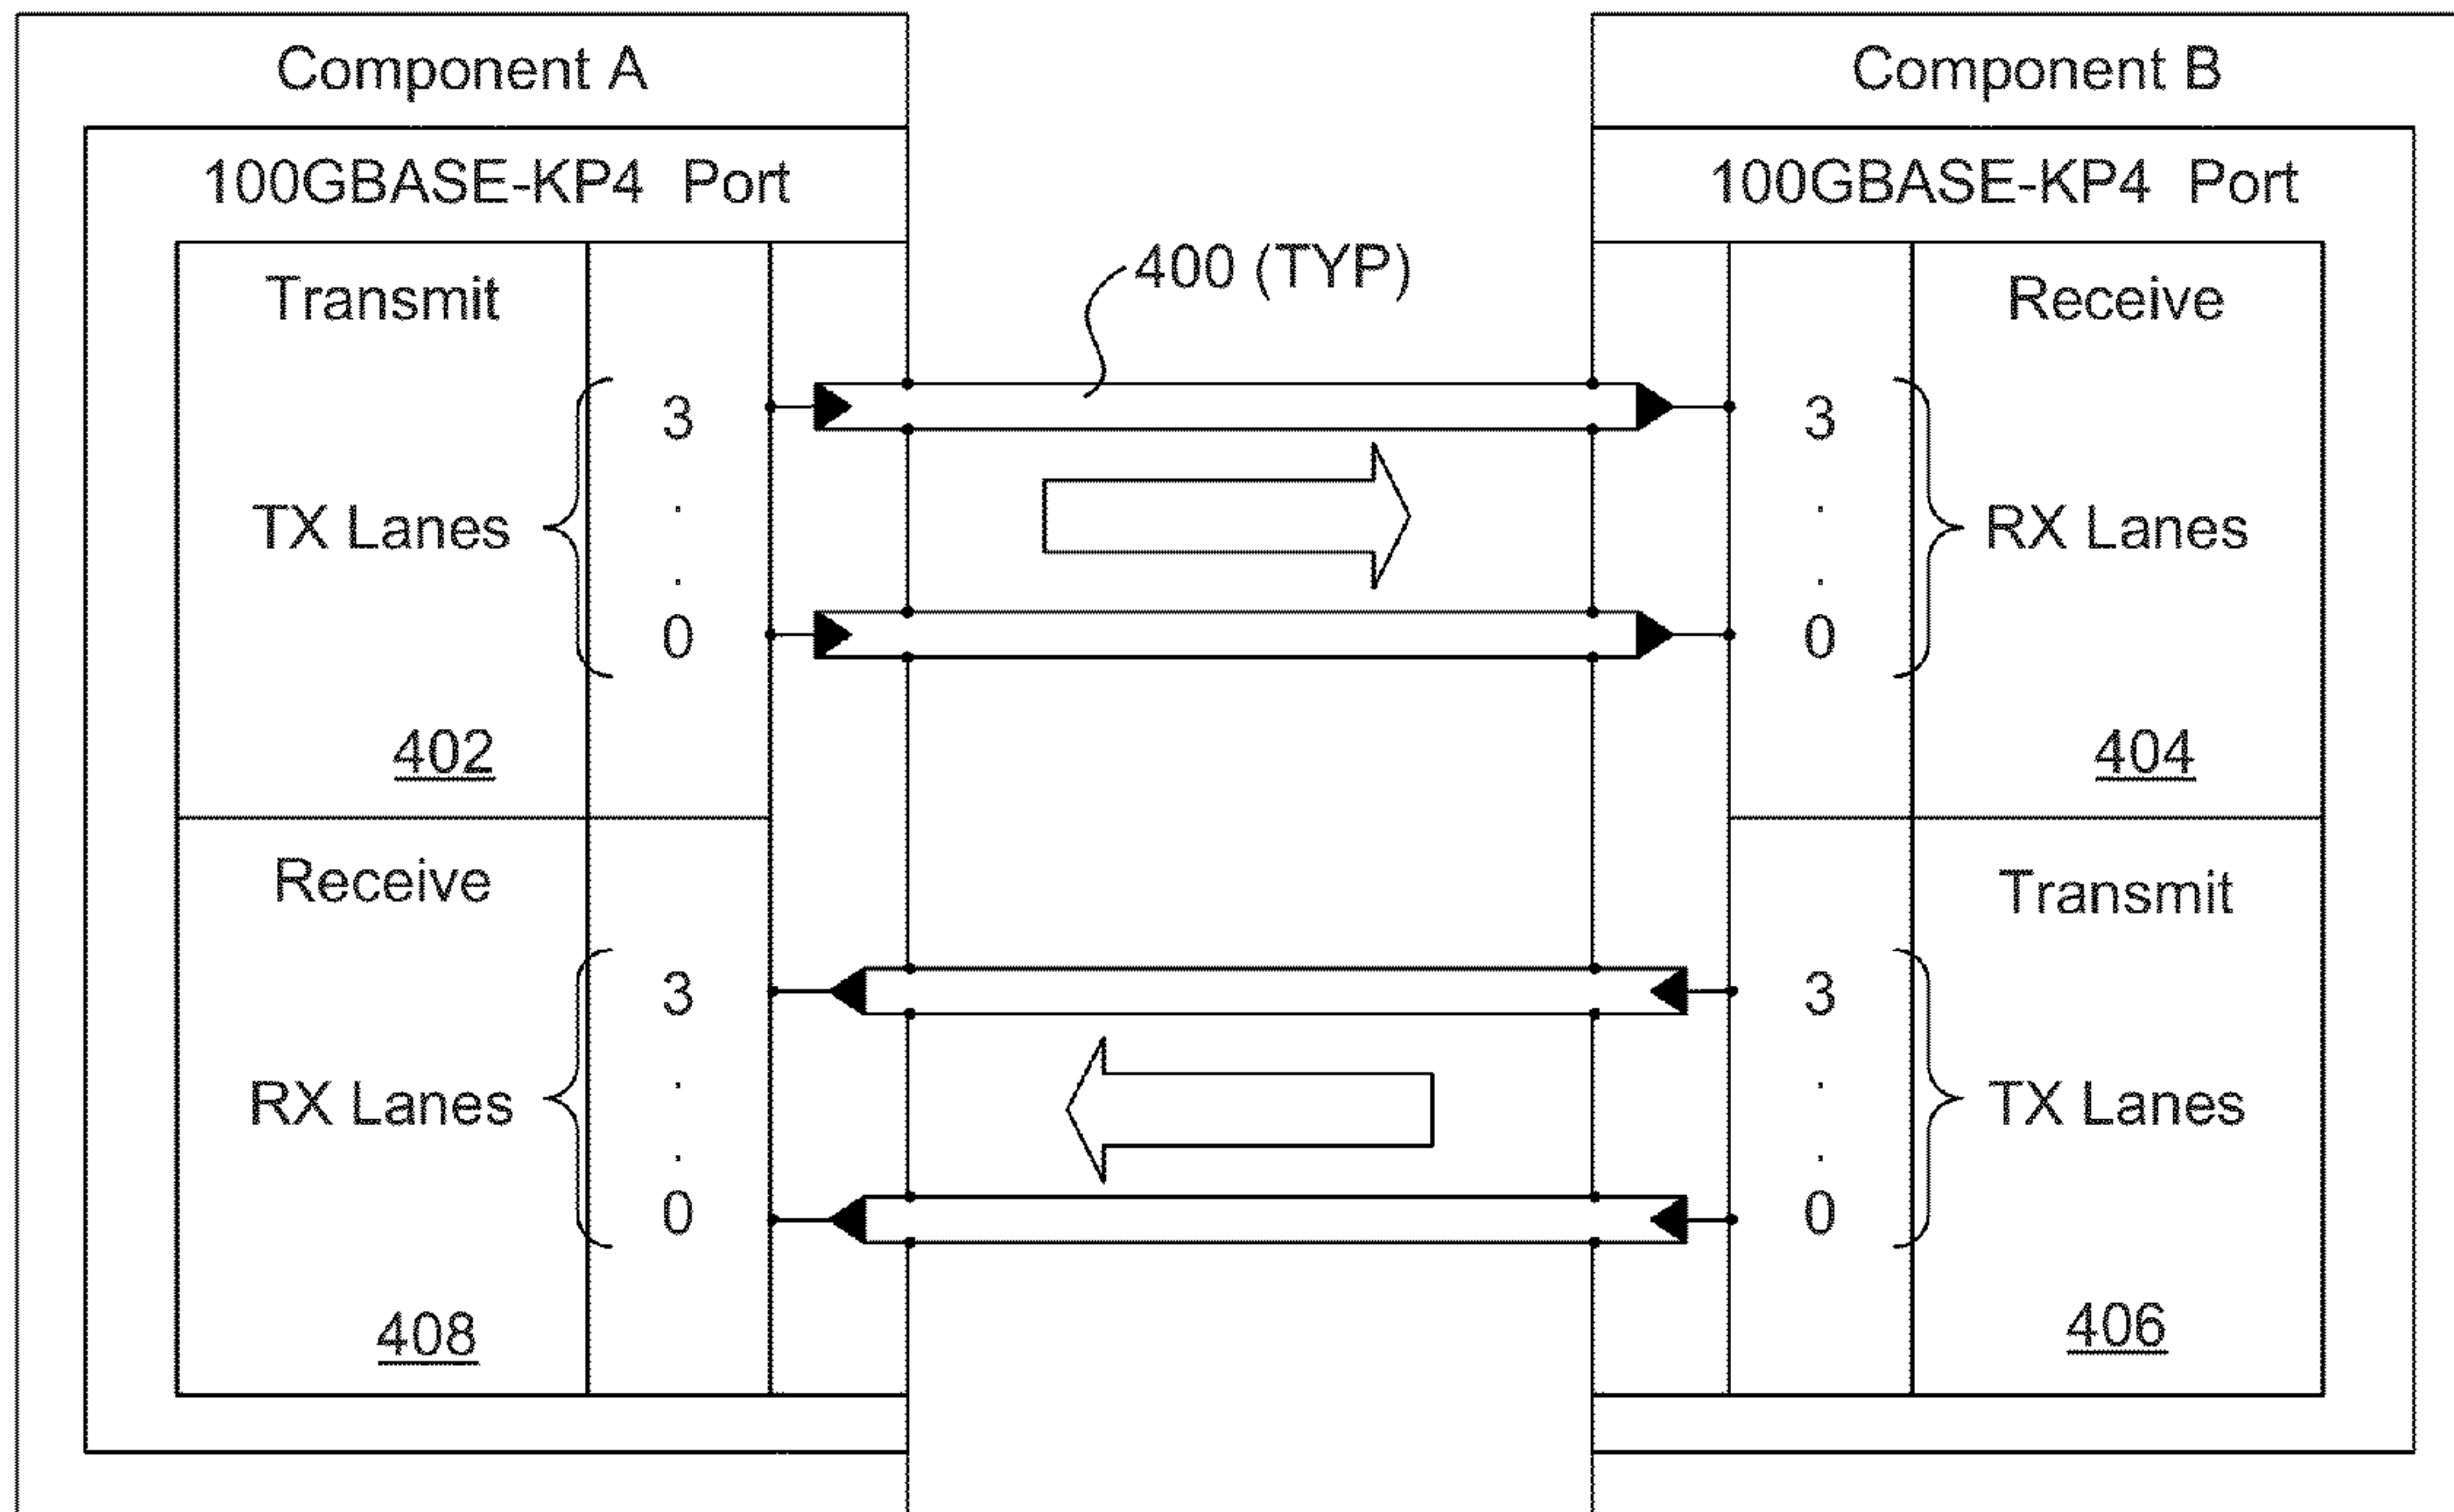 Component A
100GBASE-KP4 Port
Transmit
3
.
TX Lanes
.
0
402
Receive
3
.
RX Lanes
.
0
408
400 (TYP)
Component B
100GBASE-KP4 Port
Receive
3
.
RX Lanes
.
0
404
Transmit
3
.
TX Lanes
.
0
406